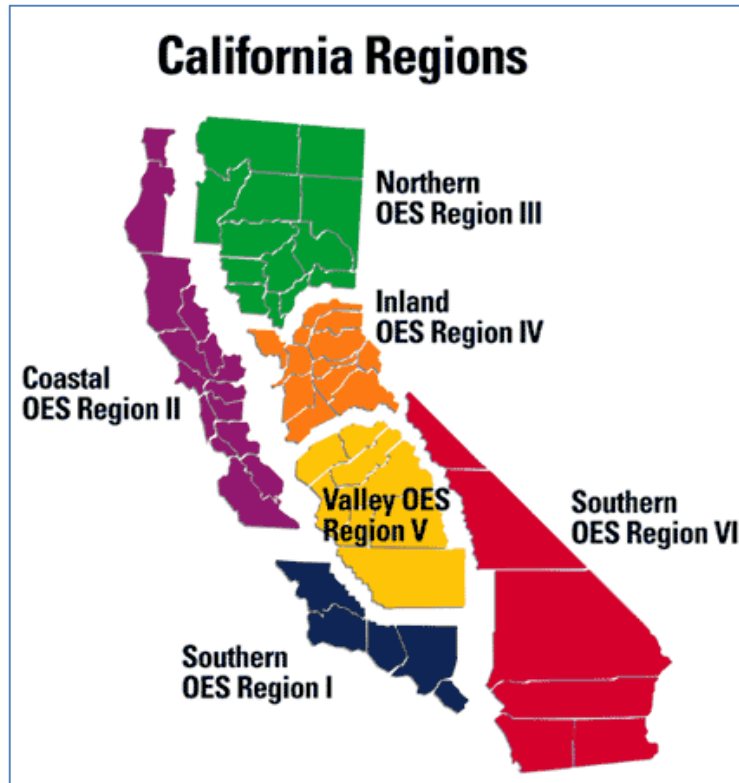 California Regions
Northern
OES Region III
Inland
OES Region IV
Coastal
OES Region II
Valley OES
Region V
Southern
OES Region VI
Southern
OES Region I